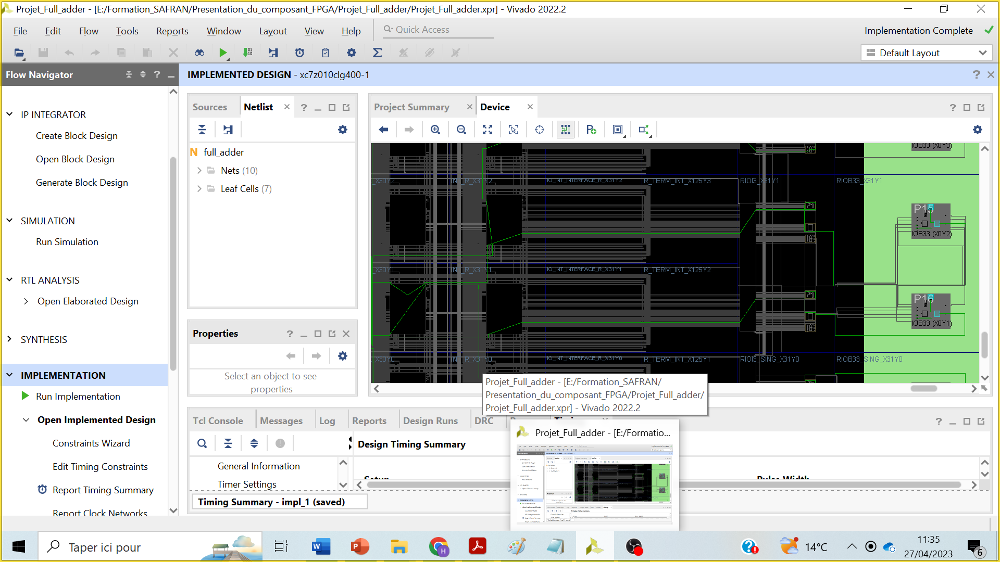 Projet_Full_adder - [E:/Formation_SAFRAN/Presentation_du_composant_FPGA/Projet_Full_adder/Projet_Full_adder.xpr] - Vivado 2022.2
File Edit Flow Tools Reports Window Layout View Help Quick Access Implementation Complete
Default Layout
Flow Navigator
IMPLEMENTED DESIGN - xc7z010clg400-1
IP INTEGRATOR
Create Block Design
Open Block Design
Generate Block Design
SIMULATION
Run Simulation
RTL ANALYSIS
Open Elaborated Design
SYNTHESIS
IMPLEMENTATION
Run Implementation
Open Implemented Design
Constraints Wizard
Edit Timing Constraints
Report Timing Summary
Report Clock Networks
Sources Netlist
N full_adder
Nets (10)
Leaf Cells (7)
Properties
Select an object to see
properties
Project Summary Device
IOB33 (X0Y3)
_X30Y2 INT_R_X31Y2 IO_INT_INTERFACE_R_X31Y2 R_TERM_INT_X125Y3 RIOI3_X31Y1 RIOB33_X31Y1
P15
IOB33 (X0Y2)
_X30Y1 INT_R_X31Y1 IO_INT_INTERFACE_R_X31Y1 R_TERM_INT_X125Y2
P16
IOB33 (X0Y1)
_X30Y0 INT_R_X31Y0 IO_INT_INTERFACE_R_X31Y0 R_TERM_INT_X125Y1 RIOI3_SING_X31Y0 RIOB33_SING_X31Y0
Projet_Full_adder - [E:/Formation_SAFRAN/
Presentation_du_composant_FPGA/Projet_Full_adder/
Projet_Full_adder.xpr] - Vivado 2022.2
Tcl Console Messages Log Reports Design Runs DRC
Design Timing Summary
General Information
Timer Settings
Setup Pulse Width
Timing Summary - impl_1 (saved)
Projet_Full_adder - [E:/Formatio...
Taper ici pour
14°C
11:35
27/04/2023
6